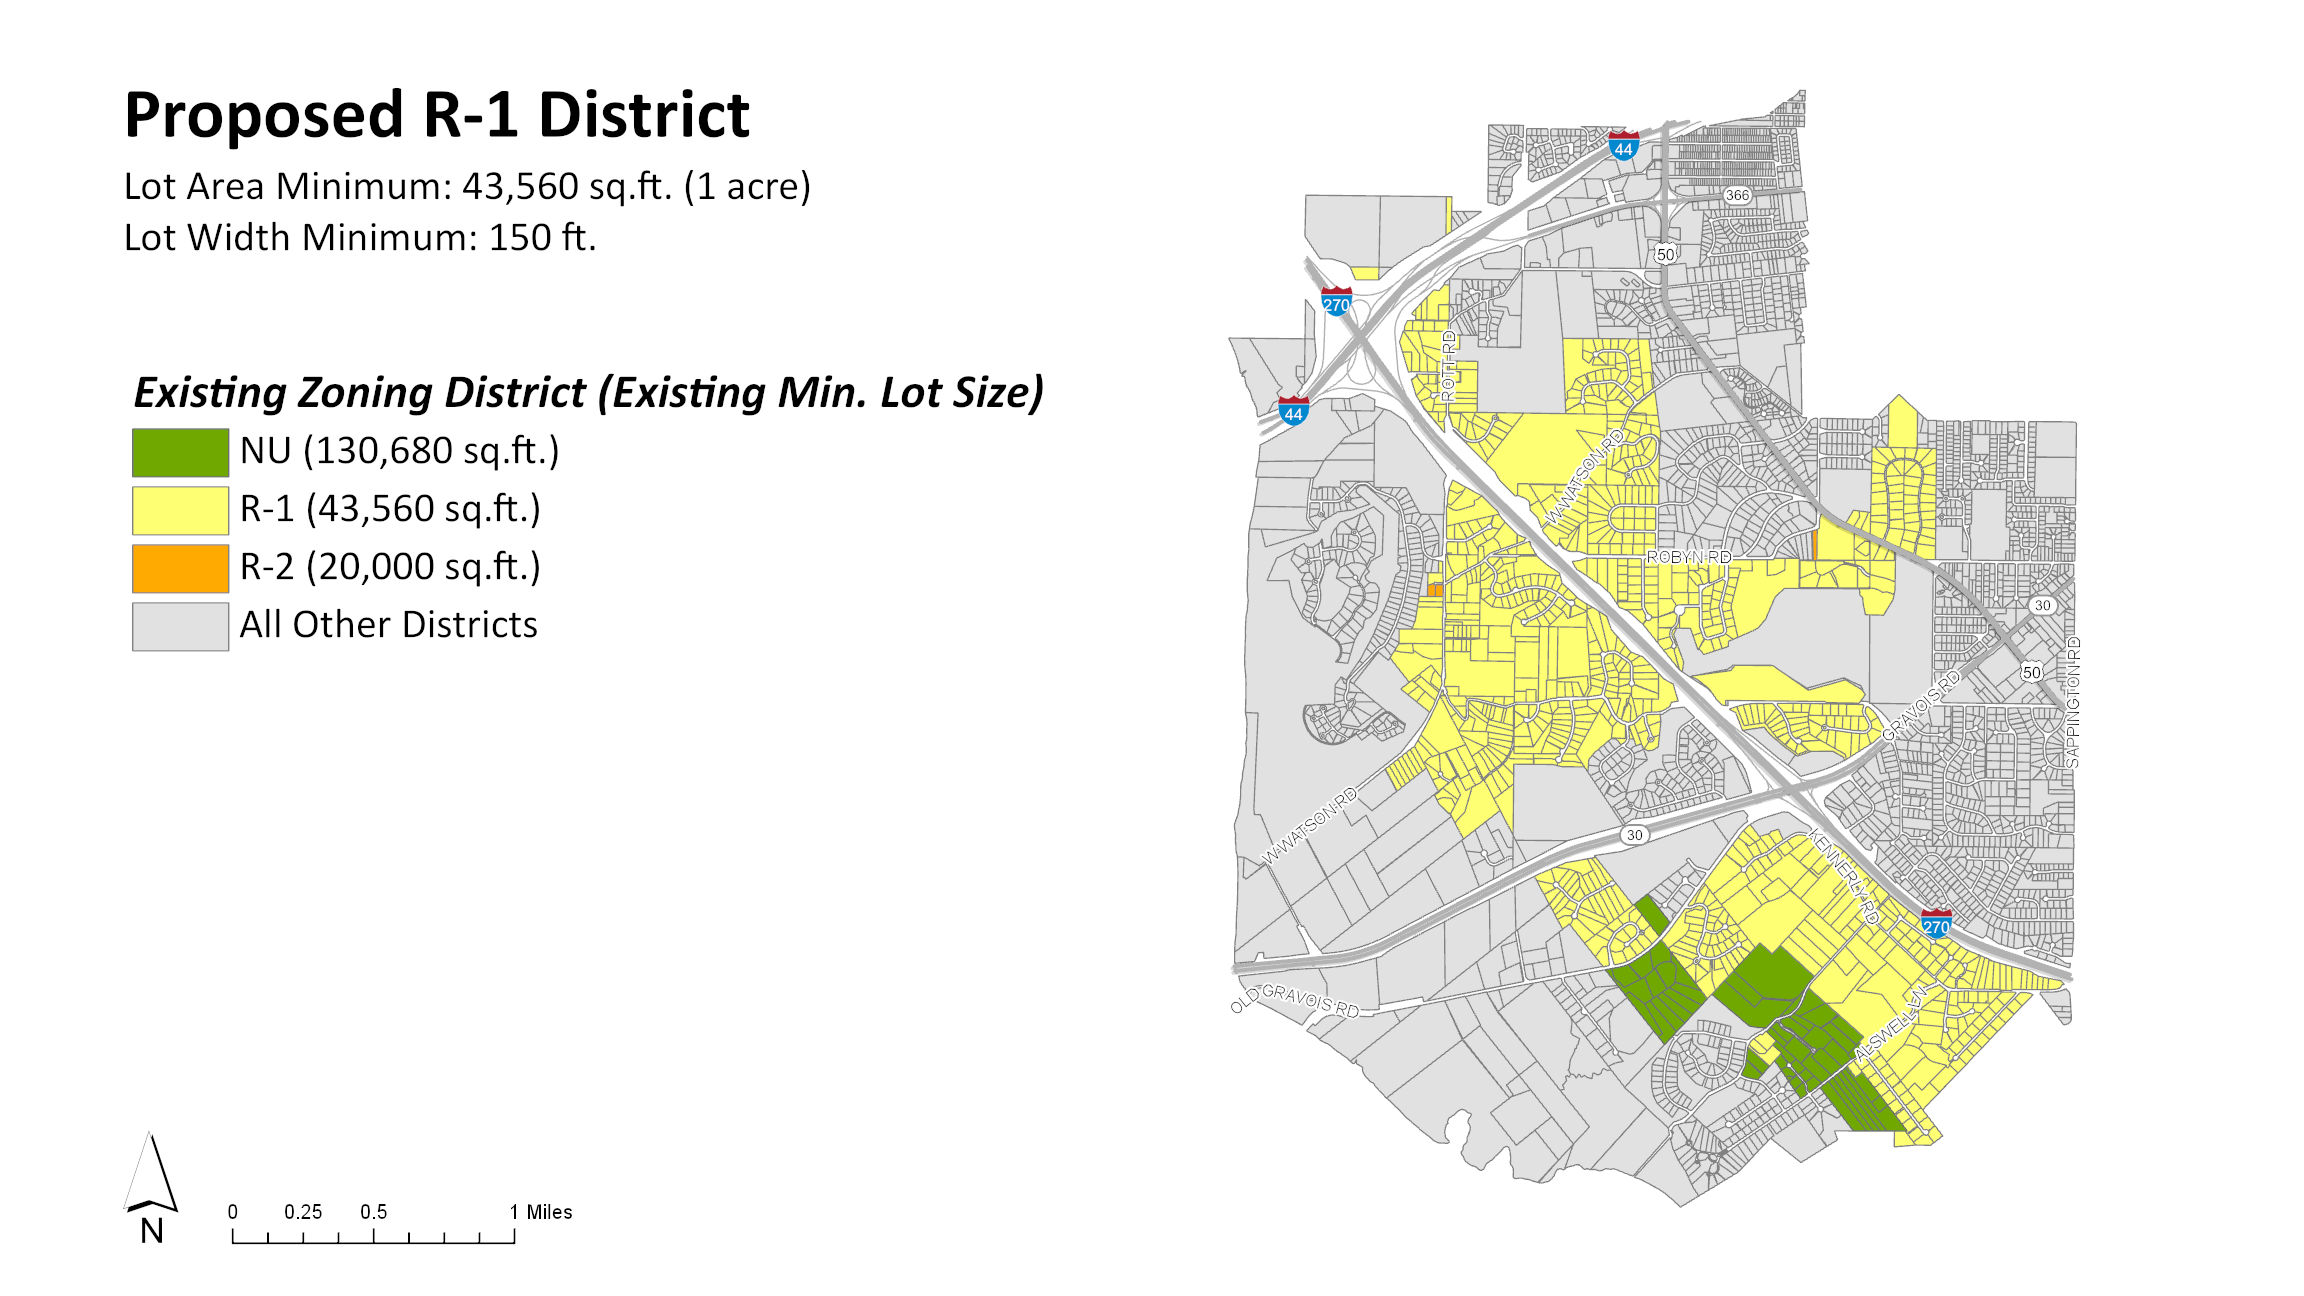 Proposed R-1 District
Lot Area Minimum: 43,560 sq.ft. (1 acre)
Lot Width Minimum: 150 ft.
Existing Zoning District (Existing Min. Lot Size)
NU (130,680 sq.ft.)
R-1 (43,560 sq.ft.)
R-2 (20,000 sq.ft.)
All Other Districts
N
0 0.25 0.5 1 Miles
44
366
50
270
ROTT RD
44
W WATSON RD
ROBYN RD
30
50
SAPPINGTON RD
GRAVOIS RD
W WATSON RD
30
KENNERLY RD
270
OLD GRAVOIS RD
ALSWELL LN